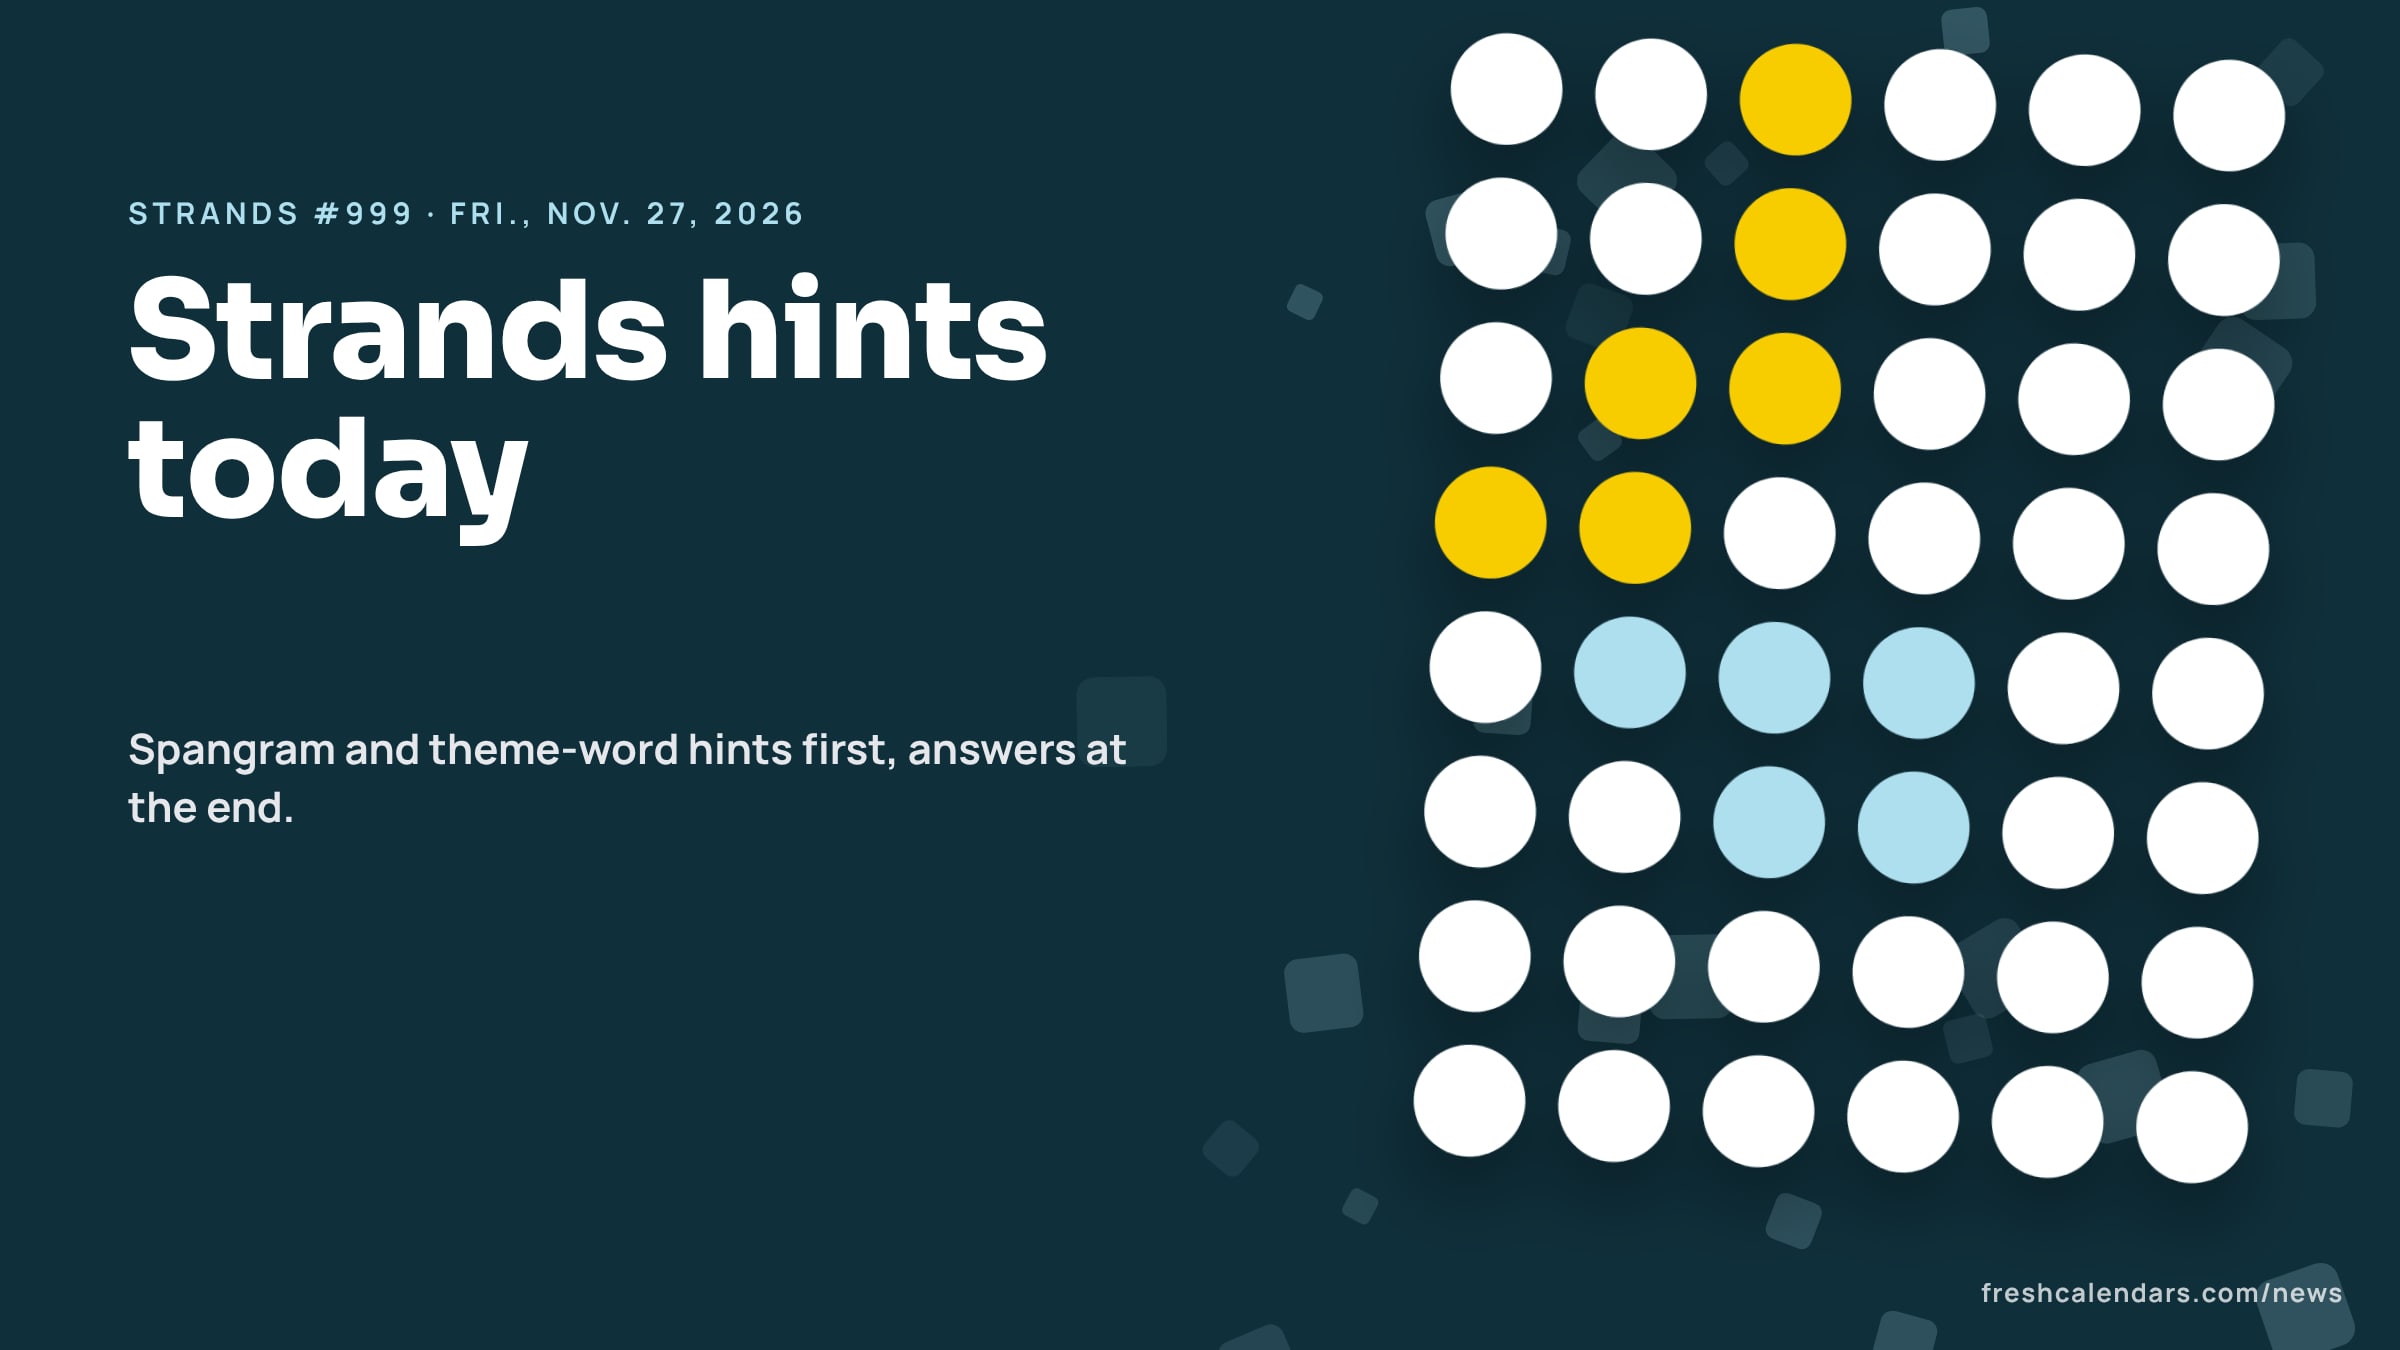 STRANDS #999 · FRI., NOV. 27, 2026
Strands hints
today
Spangram and theme-word hints first, answers at
the end.
freshcalendars.com/news